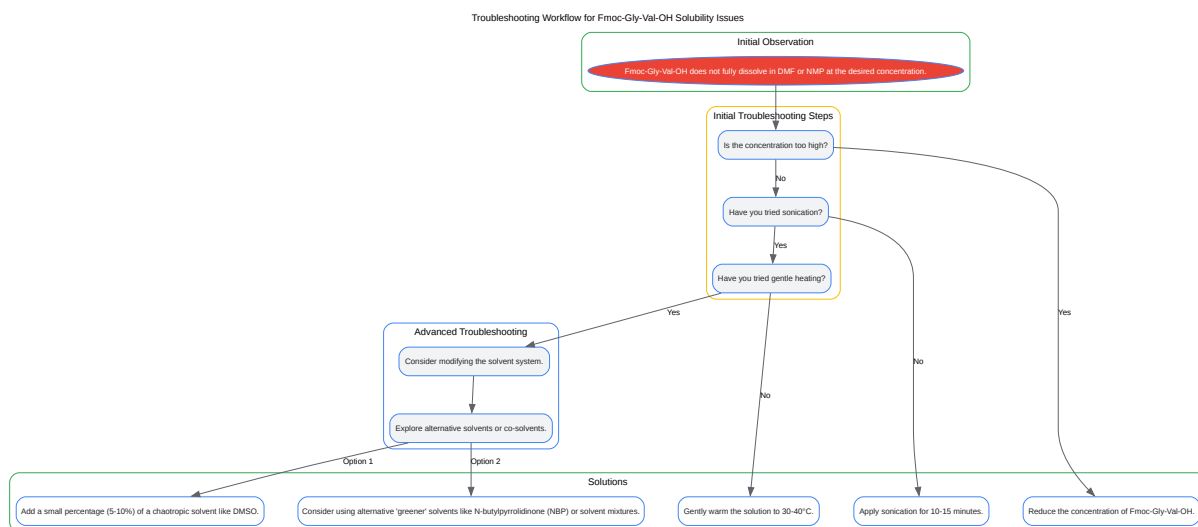 Troubleshooting Workflow for Fmoc-Gly-Val-OH Solubility Issues
Initial Observation
Fmoc-Gly-Val-OH does not fully dissolve in DMF or NMP at the desired concentration.
Initial Troubleshooting Steps
Is the concentration too high?
No
Have you tried sonication?
Yes
Have you tried gentle heating?
Yes
Yes
Advanced Troubleshooting
Consider modifying the solvent system.
No
No
Explore alternative solvents or co-solvents.
Option 1
Option 2
Solutions
Add a small percentage (5-10%) of a chaotropic solvent like DMSO.
Consider using alternative 'greener' solvents like N-butylpyrrolidinone (NBP) or solvent mixtures.
Gently warm the solution to 30-40°C.
Apply sonication for 10-15 minutes.
Reduce the concentration of Fmoc-Gly-Val-OH.